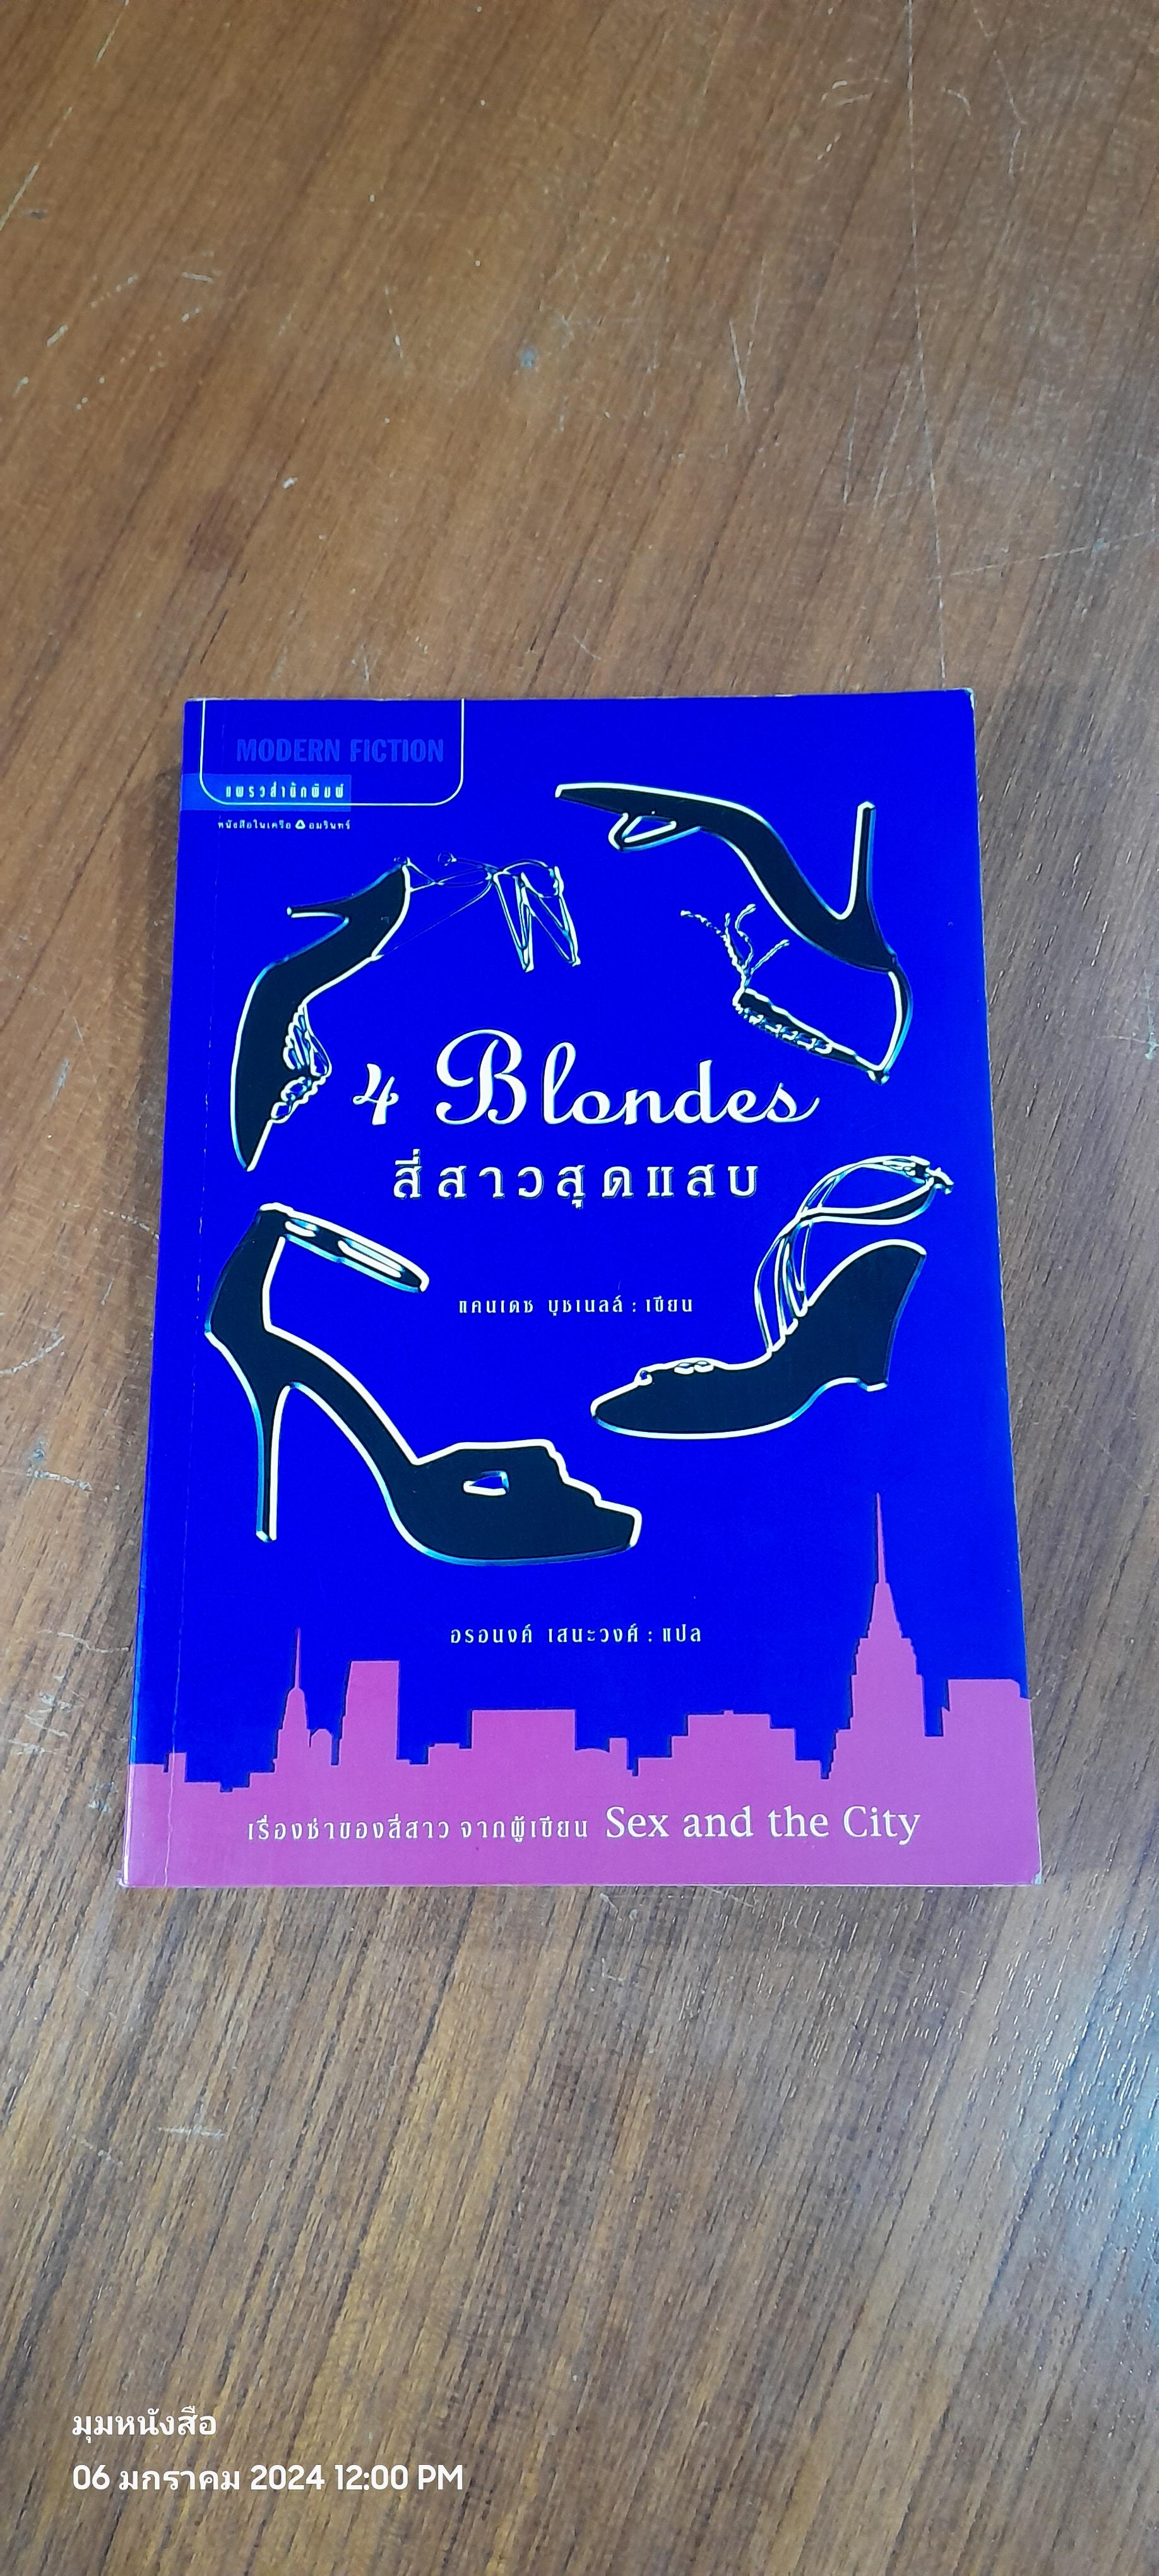 MODERN FICTION
แพรวสำนักพิมพ์
หนังสือในเครือ อมรินทร์
4 Blondes
สี่สาวสุดแสบ
แคนเดซ บุชเนลล์ : เขียน
อรอนงค์ เสนะวงศ์ : แปล
เรื่องซ่าของสี่สาว จากผู้เขียน Sex and the City
มุมหนังสือ
06 มกราคม 2024 12:00 PM